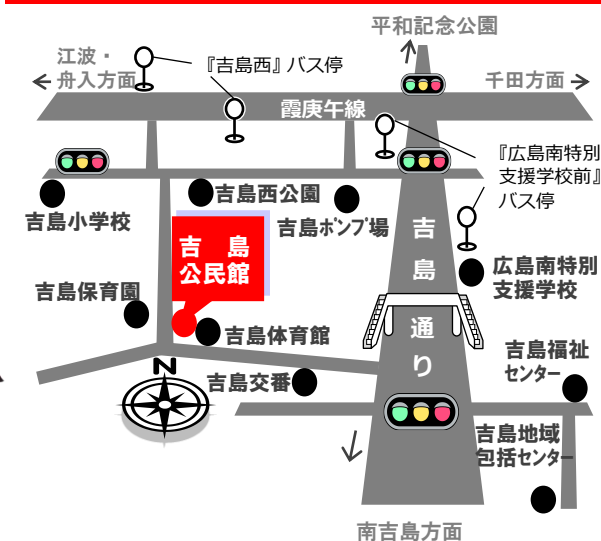 平和記念公園
江波・
舟入方面
『吉島西』バス停
千田方面
霞庚午線
『広島南特別
支援学校前』
バス停
吉島西公園
吉島小学校
吉島ポンプ場
吉島通り
吉島
公民館
広島南特別
支援学校
吉島保育園
吉島体育館
吉島福祉
センター
N
吉島交番
吉島地域
包括センター
南吉島方面